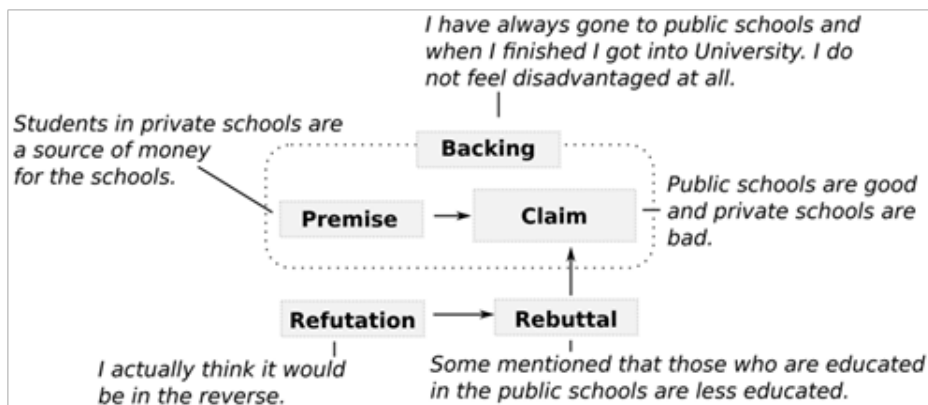 I have always gone to public schools and
when I finished I got into University. I do
not feel disadvantaged at all.
Students in private schools are
a source of money
for the schools.
Backing
Premise
Claim
Public schools are good
and private schools are
bad.
Refutation
Rebuttal
I actually think it would
be in the reverse.
Some mentioned that those who are educated
in the public schools are less educated.